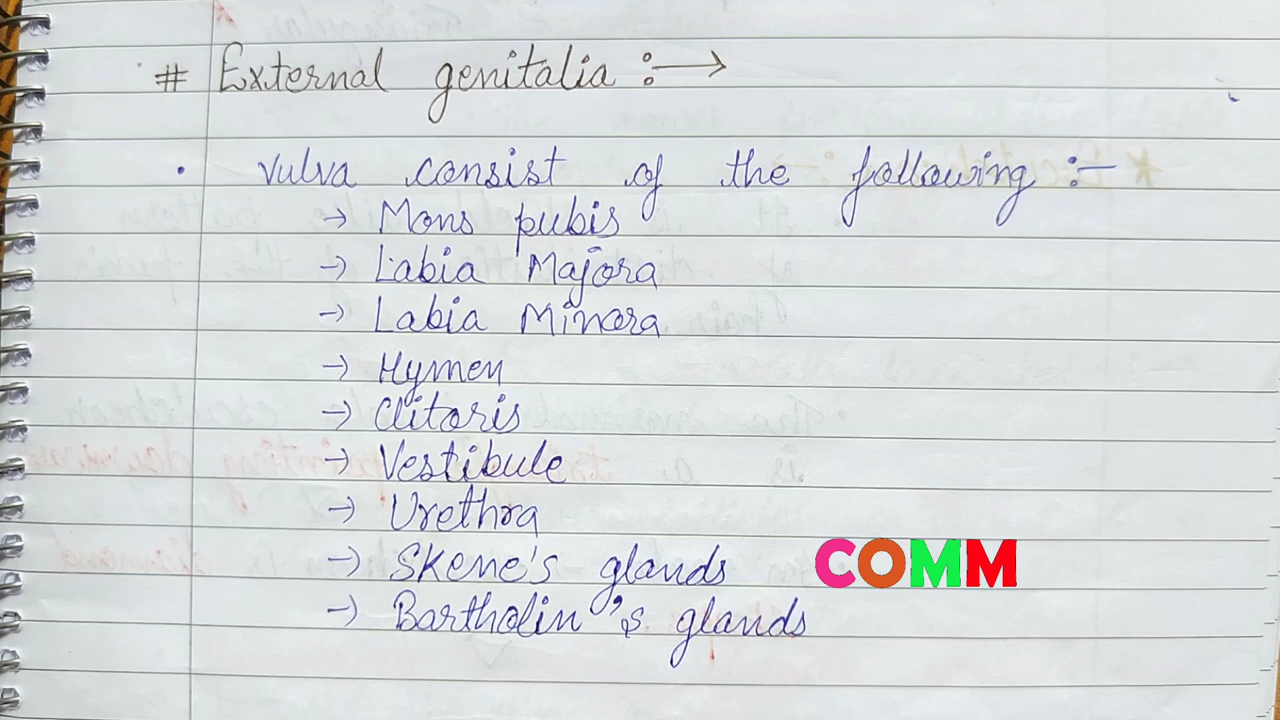 # External genitalia :→
• Vulva consist of the following :-
→ Mons pubis
→ Labia Majora
→ Labia Minora
→ Hymen
→ Clitoris
→ Vestibule
→ Urethra
→ Skene's glands
COMM
→ Bartholin's glands